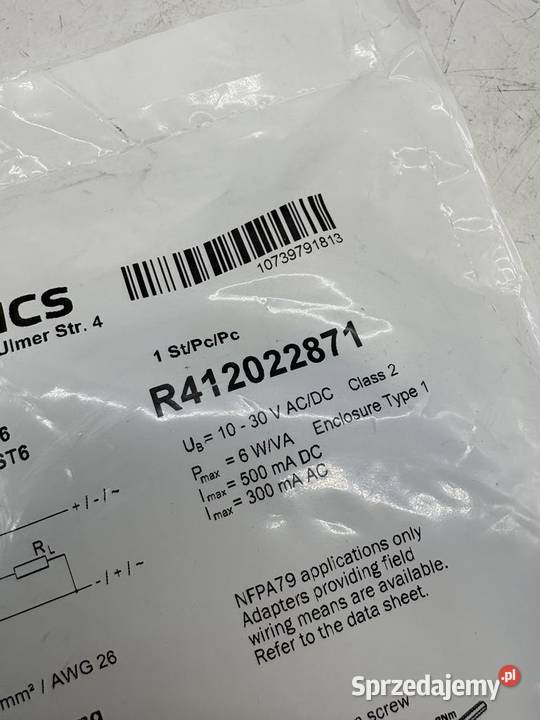 10739791813
ICS
Ulmer Str. 4
1 St/Pc/Pc
R412022871
6
ST6
UB= 10 - 30 V AC/DC Class 2
Pmax = 6 W/VA Enclosure Type 1
Imax= 500 mA DC
Imax= 300 mA AC
+ / - / ~
RL
- / + / ~
NFPA79 applications only
Adapters providing field
wiring means are available.
Refer to the data sheet.
mm² / AWG 26
screw
Sprzedajemy.pl